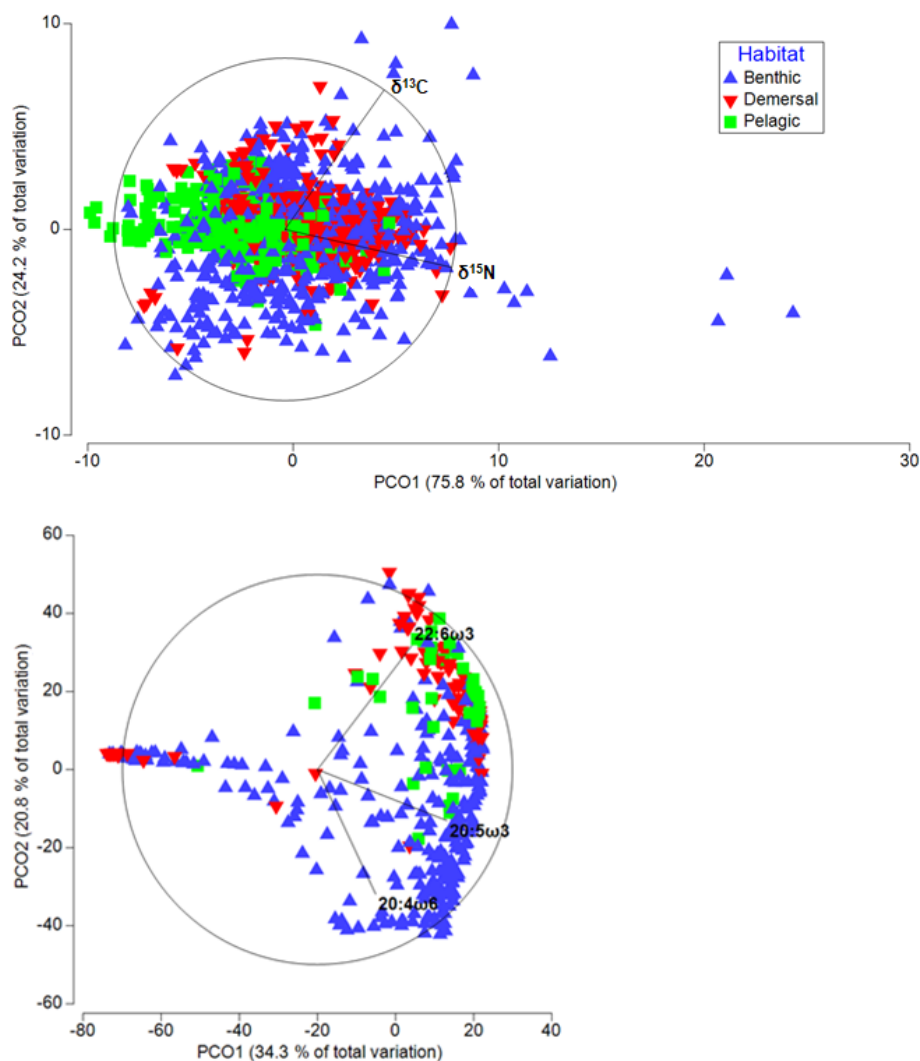 10
0
-10
PCO2 (24.2 % of total variation)
δ¹³C
δ¹⁵N
Habitat
Benthic
Demersal
Pelagic
-10 0 10 20 30
PCO1 (75.8 % of total variation)
60
40
20
0
-20
-40
-60
PCO2 (20.8 % of total variation)
22:6ω3
20:5ω3
20:4ω6
-80 -60 -40 -20 0 20 40
PCO1 (34.3 % of total variation)